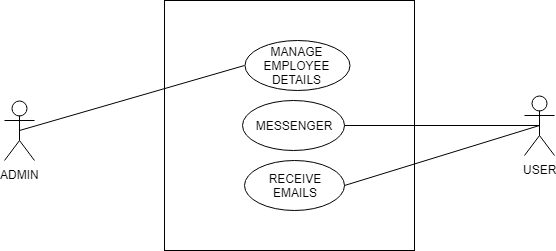 MANAGE
EMPLOYEE
DETAILS
MESSENGER
RECEIVE
EMAILS
ADMIN
USER